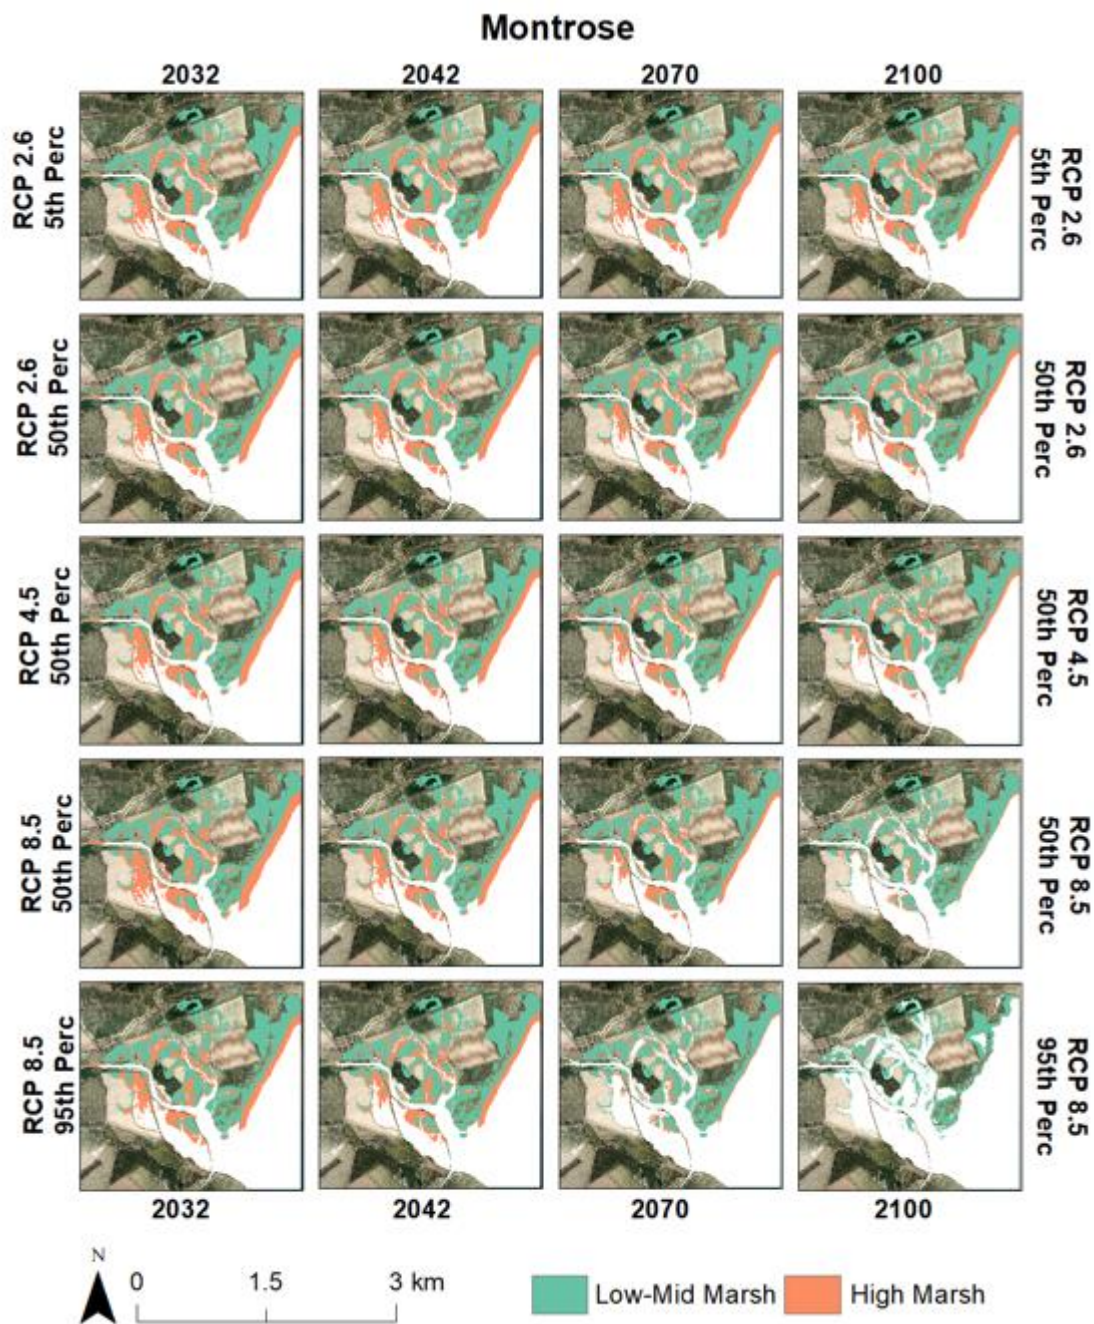 Montrose
2032 2042 2070 2100
RCP 2.6
5th Perc
RCP 2.6
5th Perc
RCP 2.6
50th Perc
RCP 2.6
50th Perc
RCP 4.5
50th Perc
RCP 4.5
50th Perc
RCP 8.5
50th Perc
RCP 8.5
50th Perc
RCP 8.5
95th Perc
RCP 8.5
95th Perc
2032 2042 2070 2100
N
0 1.5 3 km
Low-Mid Marsh High Marsh